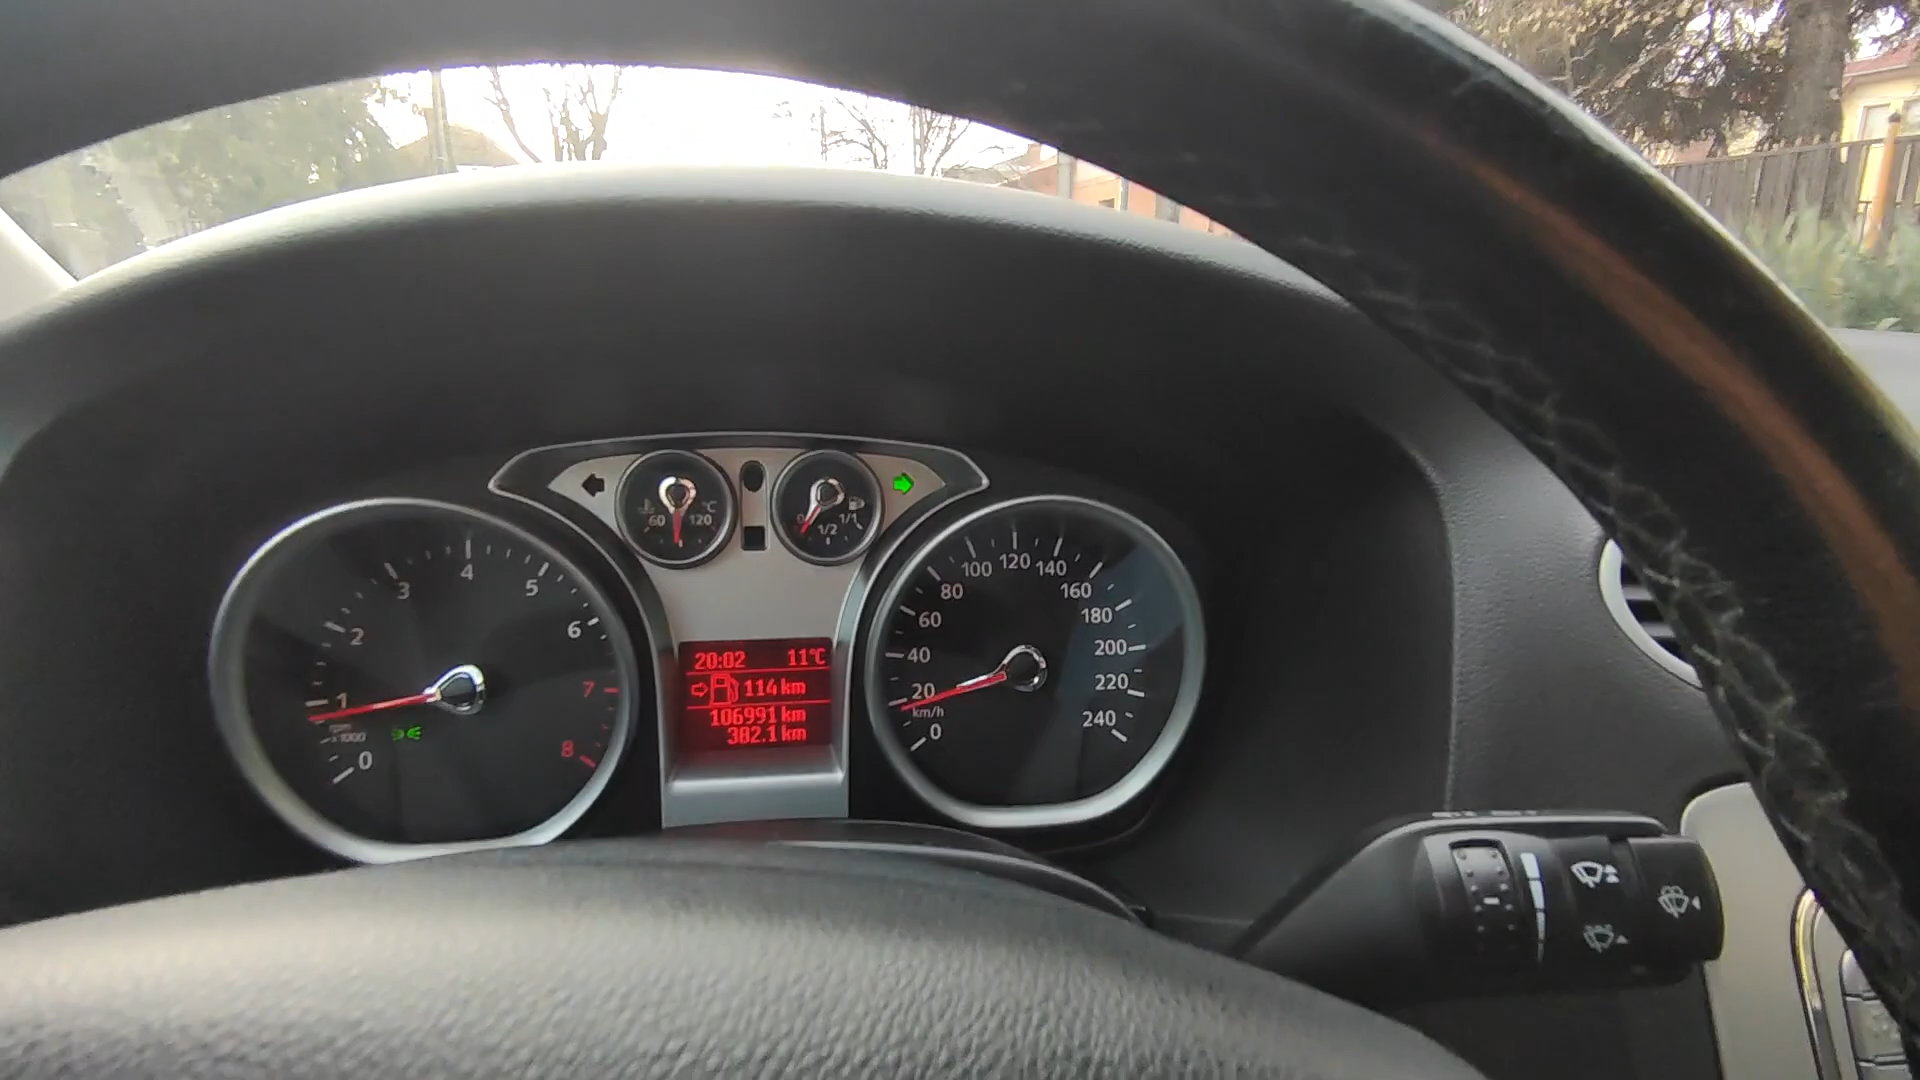 60 °C 120
0 1/2 1/1
0 1 2 3 4 5 6 7 8
rpm
x1000
20:02 11°C
114 km
106991 km
382.1 km
0 20 40 60 80 100 120 140 160 180 200 220 240
km/h